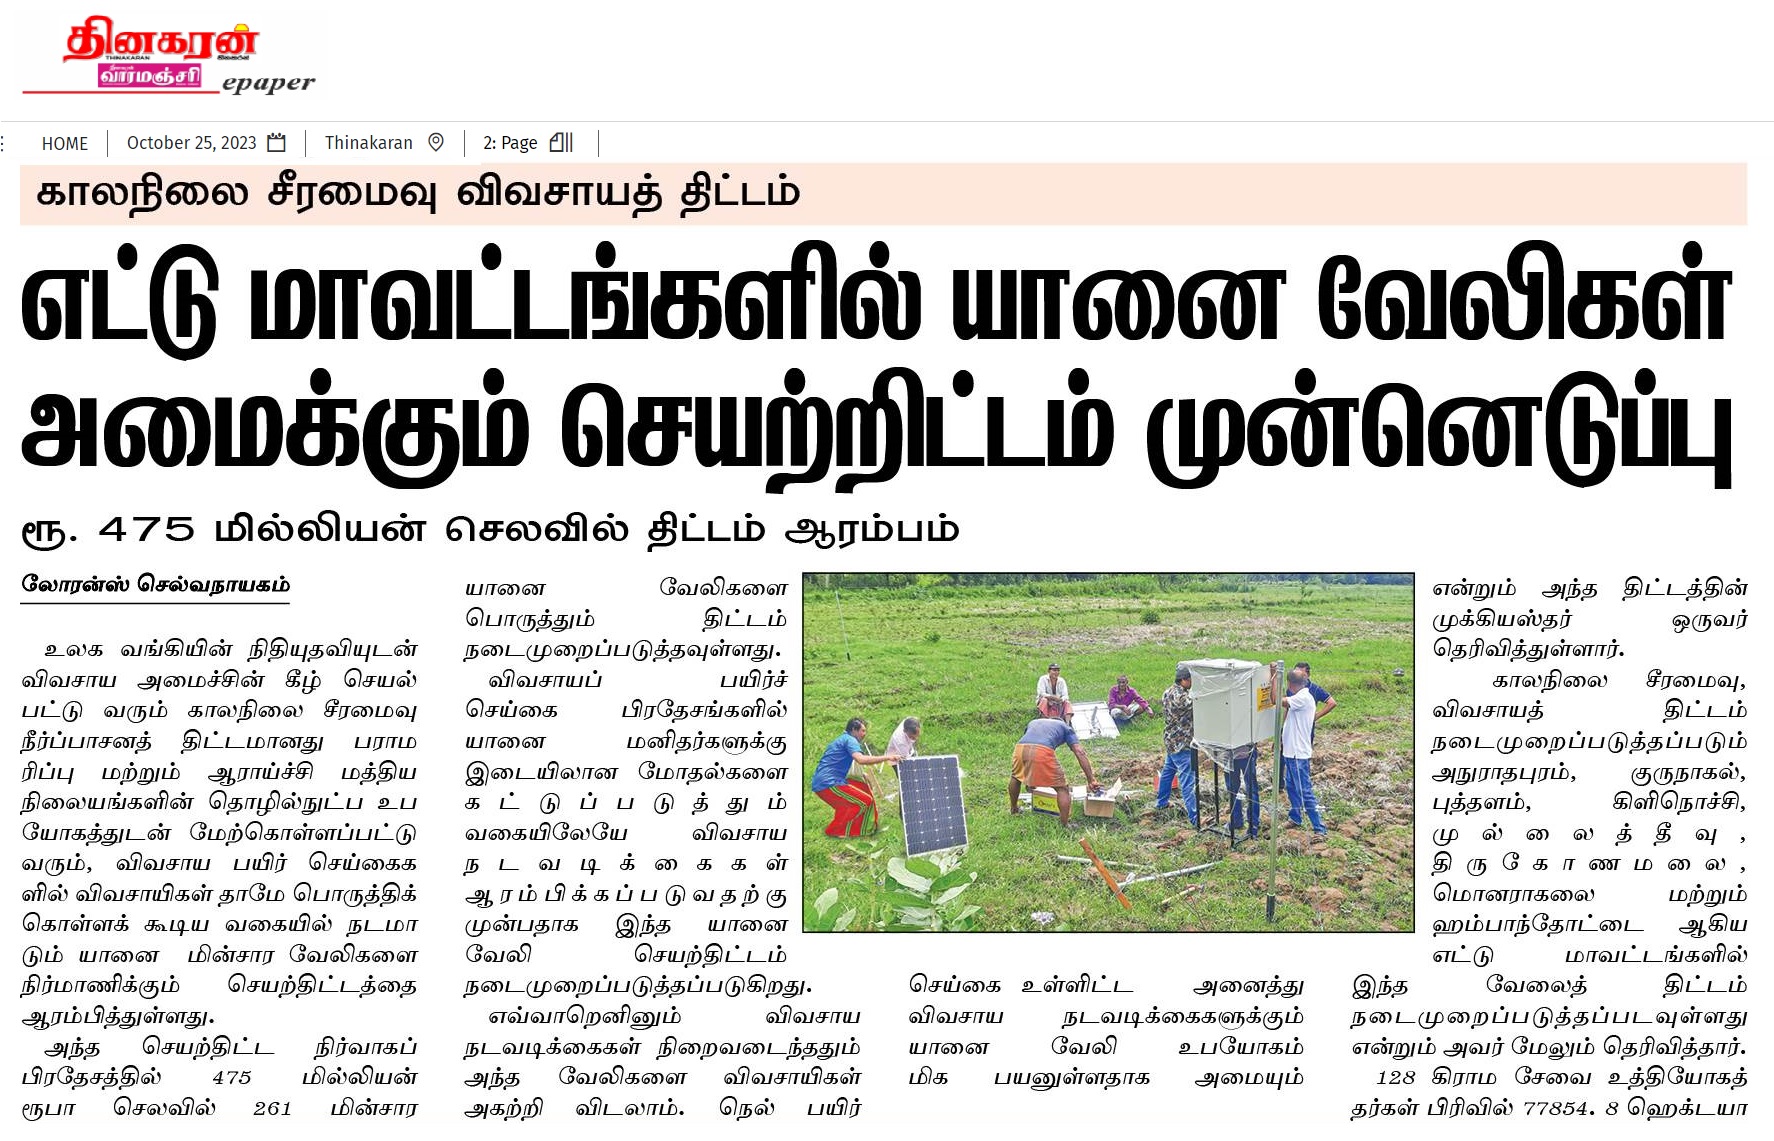 தினகரன்
THINAKARAN
வாரமஞ்சரி
epaper
HOME
October 25, 2023
Thinakaran
2: Page
காலநிலை சீரமைவு விவசாயத் திட்டம்
எட்டு மாவட்டங்களில் யானை வேலிகள்
அமைக்கும் செயற்றிட்டம் முன்னெடுப்பு
ரூ. 475 மில்லியன் செலவில் திட்டம் ஆரம்பம்
லோரன்ஸ் செல்வநாயகம்
உலக வங்கியின் நிதியுதவியுடன்
விவசாய அமைச்சின் கீழ் செயல்
பட்டு வரும் காலநிலை சீரமைவு
நீர்ப்பாசனத் திட்டமானது பராம
ரிப்பு மற்றும் ஆராய்ச்சி மத்திய
நிலையங்களின் தொழில்நுட்ப உப
யோகத்துடன் மேற்கொள்ளப்பட்டு
வரும், விவசாய பயிர் செய்கைக
ளில் விவசாயிகள் தாமே பொருத்திக்
கொள்ளக் கூடிய வகையில் நடமா
டும் யானை மின்சார வேலிகளை
நிர்மாணிக்கும் செயற்திட்டத்தை
ஆரம்பித்துள்ளது.
அந்த செயற்திட்ட நிர்வாகப்
பிரதேசத்தில் 475 மில்லியன்
ரூபா செலவில் 261 மின்சார
யானை வேலிகளை
பொருத்தும் திட்டம்
நடைமுறைப்படுத்தவுள்ளது.
விவசாயப் பயிர்ச்
செய்கை பிரதேசங்களில்
யானை மனிதர்களுக்கு
இடையிலான மோதல்களை
கட்டுப்படுத்தும்
வகையிலேயே விவசாய
நடவடிக்கைகள்
ஆரம்பிக்கப்படுவதற்கு
முன்பதாக இந்த யானை
வேலி செயற்திட்டம்
நடைமுறைப்படுத்தப்படுகிறது.
எவ்வாறெனினும் விவசாய
நடவடிக்கைகள் நிறைவடைந்ததும்
அந்த வேலிகளை விவசாயிகள்
அகற்றி விடலாம். நெல் பயிர்
செய்கை உள்ளிட்ட அனைத்து
விவசாய நடவடிக்கைகளுக்கும்
யானை வேலி உபயோகம்
மிக பயனுள்ளதாக அமையும்
என்றும் அந்த திட்டத்தின்
முக்கியஸ்தர் ஒருவர்
தெரிவித்துள்ளார்.
காலநிலை சீரமைவு,
விவசாயத் திட்டம்
நடைமுறைப்படுத்தப்படும்
அநுராதபுரம், குருநாகல்,
புத்தளம், கிளிநொச்சி,
முல்லைத்தீவு,
திருகோணமலை,
மொனராகலை மற்றும்
ஹம்பாந்தோட்டை ஆகிய
எட்டு மாவட்டங்களில்
இந்த வேலைத் திட்டம்
நடைமுறைப்படுத்தப்படவுள்ளது
என்றும் அவர் மேலும் தெரிவித்தார்.
128 கிராம சேவை உத்தியோகத்
தர்கள் பிரிவில் 77854. 8 ஹெக்டயா